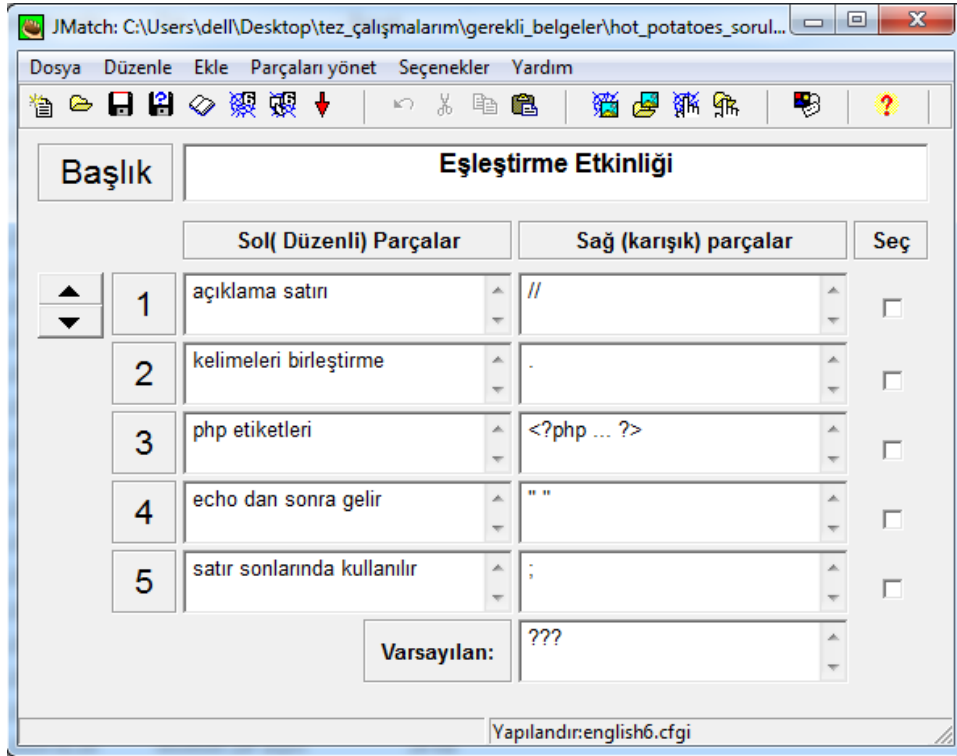 JMatch: C:\Users\dell\Desktop\tez_çalışmalarım\gerekli_belgeler\hot_potatoes_sorul...
Dosya Düzenle Ekle Parçaları yönet Seçenekler Yardım
Başlık Eşleştirme Etkinliği
Sol( Düzenli) Parçalar Sağ (karışık) parçalar Seç
1 açıklama satırı //
2 kelimeleri birleştirme .
3 php etiketleri <?php ... ?>
4 echo dan sonra gelir " "
5 satır sonlarında kullanılır ;
Varsayılan: ???
Yapılandır:english6.cfgi